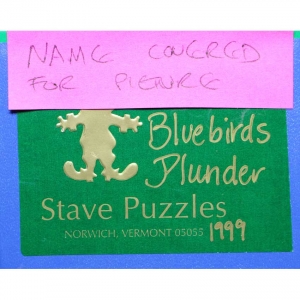 NAME COVERED
FOR PICTURE
Bluebirds
Plunder
Stave Puzzles
NORWICH, VERMONT 05055 1999